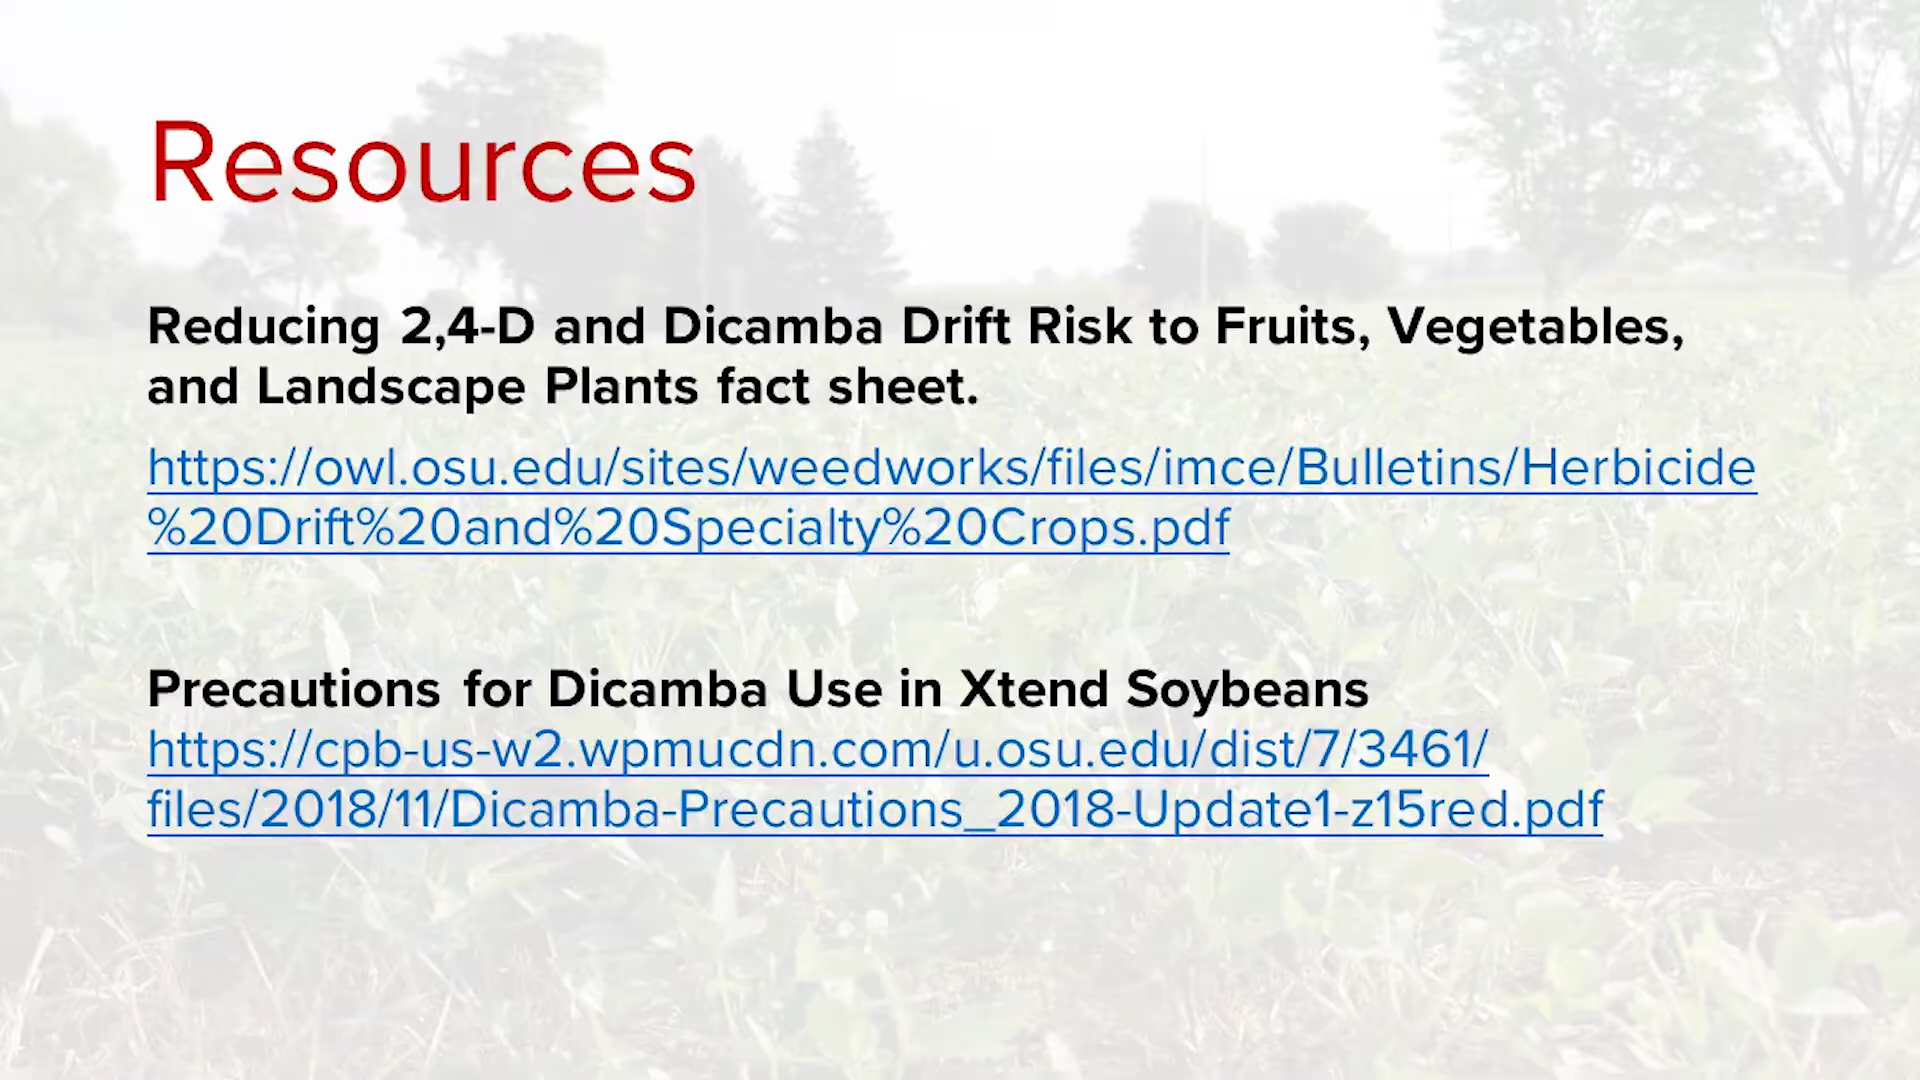 Resources
Reducing 2,4-D and Dicamba Drift Risk to Fruits, Vegetables,
and Landscape Plants fact sheet.
https://owl.osu.edu/sites/weedworks/files/imce/Bulletins/Herbicide
%20Drift%20and%20Specialty%20Crops.pdf
Precautions for Dicamba Use in Xtend Soybeans
https://cpb-us-w2.wpmucdn.com/u.osu.edu/dist/7/3461/
files/2018/11/Dicamba-Precautions_2018-Update1-z15red.pdf